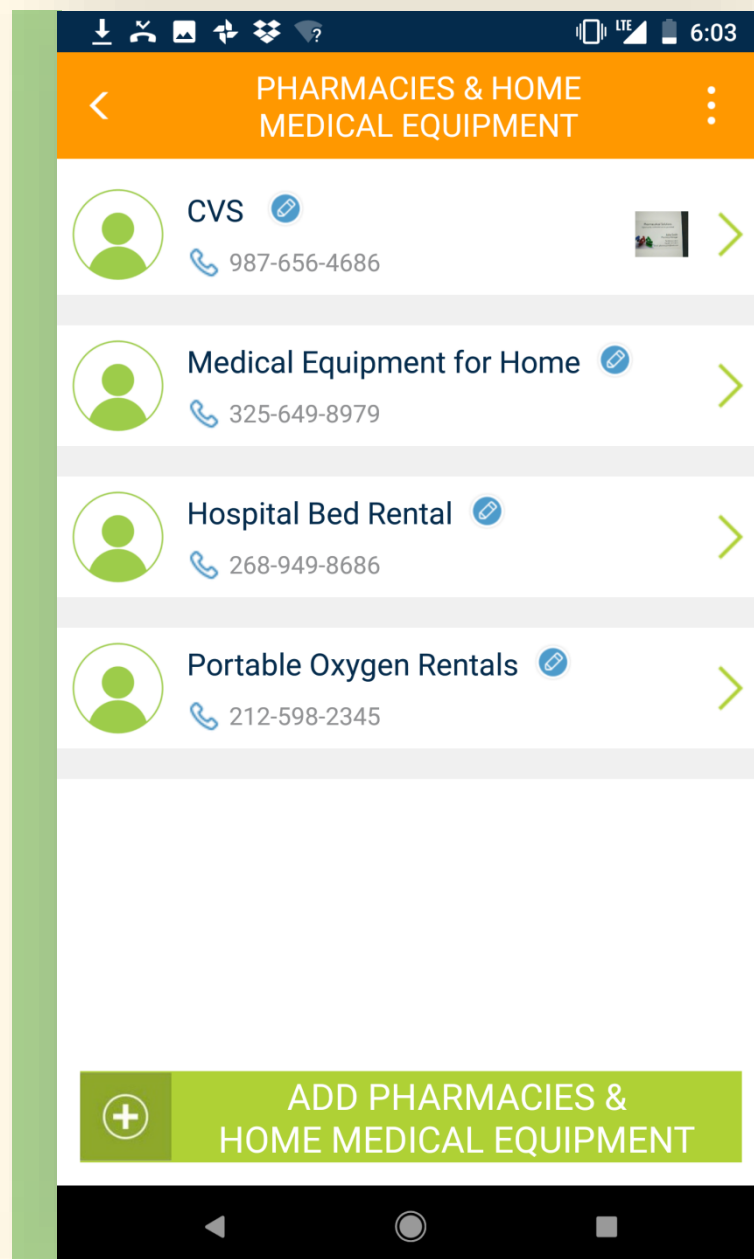 LTE 6:03
PHARMACIES & HOME
MEDICAL EQUIPMENT
CVS
987-656-4686
Medical Equipment for Home
325-649-8979
Hospital Bed Rental
268-949-8686
Portable Oxygen Rentals
212-598-2345
ADD PHARMACIES &
HOME MEDICAL EQUIPMENT